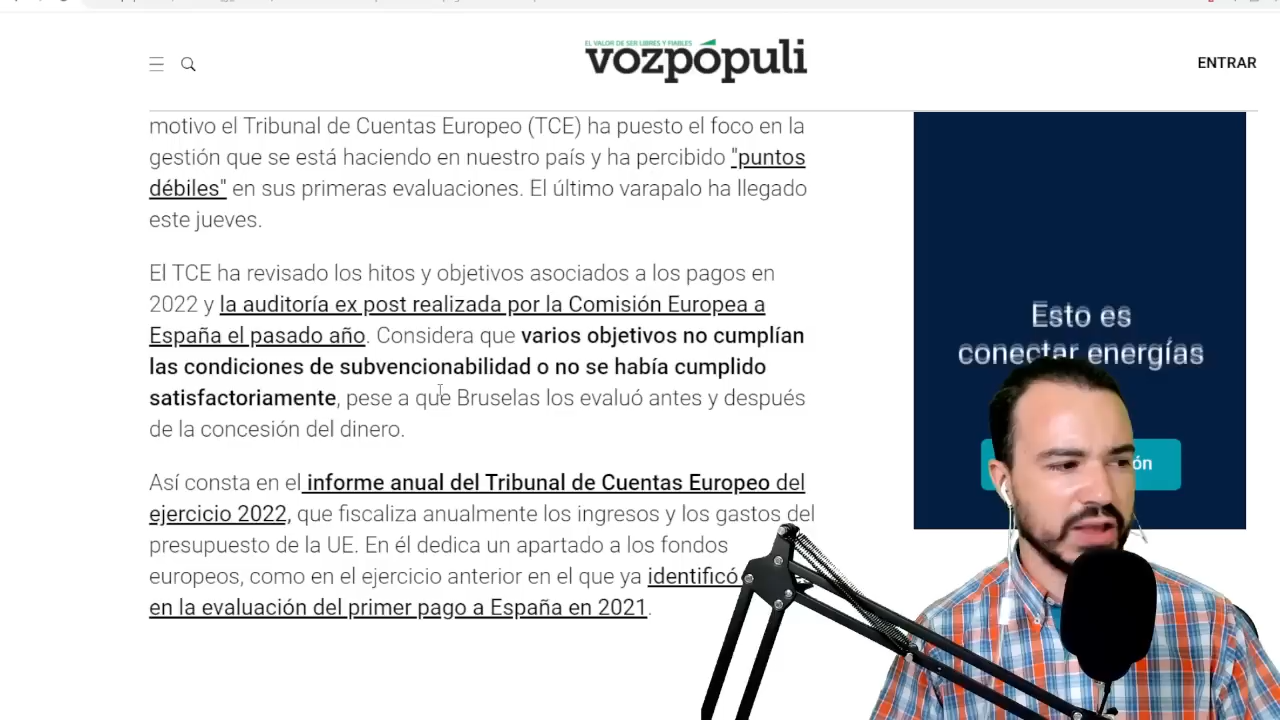 EL VALOR DE SER LIBRES Y FIABLES
vozpópuli
ENTRAR
motivo el Tribunal de Cuentas Europeo (TCE) ha puesto el foco en la
gestión que se está haciendo en nuestro país y ha percibido "puntos
débiles" en sus primeras evaluaciones. El último varapalo ha llegado
este jueves.
El TCE ha revisado los hitos y objetivos asociados a los pagos en
2022 y la auditoría ex post realizada por la Comisión Europea a
España el pasado año. Considera que varios objetivos no cumplían
las condiciones de subvencionabilidad o no se había cumplido
satisfactoriamente, pese a que Bruselas los evaluó antes y después
de la concesión del dinero.
Así consta en el informe anual del Tribunal de Cuentas Europeo del
ejercicio 2022, que fiscaliza anualmente los ingresos y los gastos del
presupuesto de la UE. En él dedica un apartado a los fondos
europeos, como en el ejercicio anterior en el que ya identificó
en la evaluación del primer pago a España en 2021.
Esto es
conectar energías